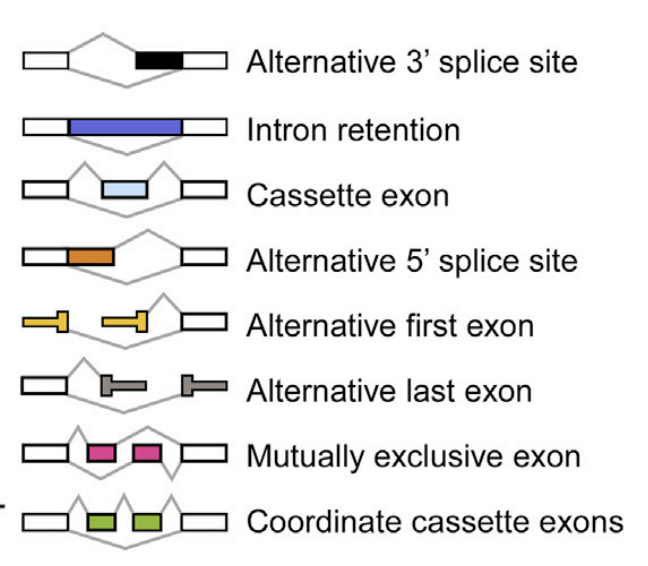 Alternative 3’ splice site
Intron retention
Cassette exon
Alternative 5’ splice site
Alternative first exon
Alternative last exon
Mutually exclusive exon
Coordinate cassette exons